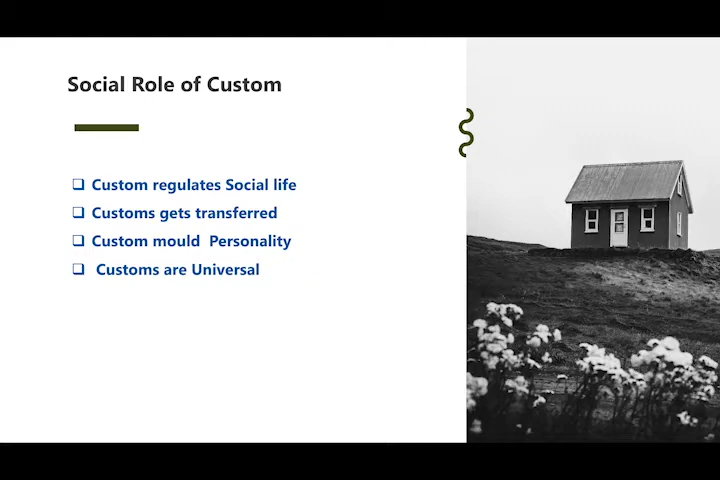 Social Role of Custom
❑ Custom regulates Social life
❑ Customs gets transferred
❑ Custom mould Personality
❑ Customs are Universal